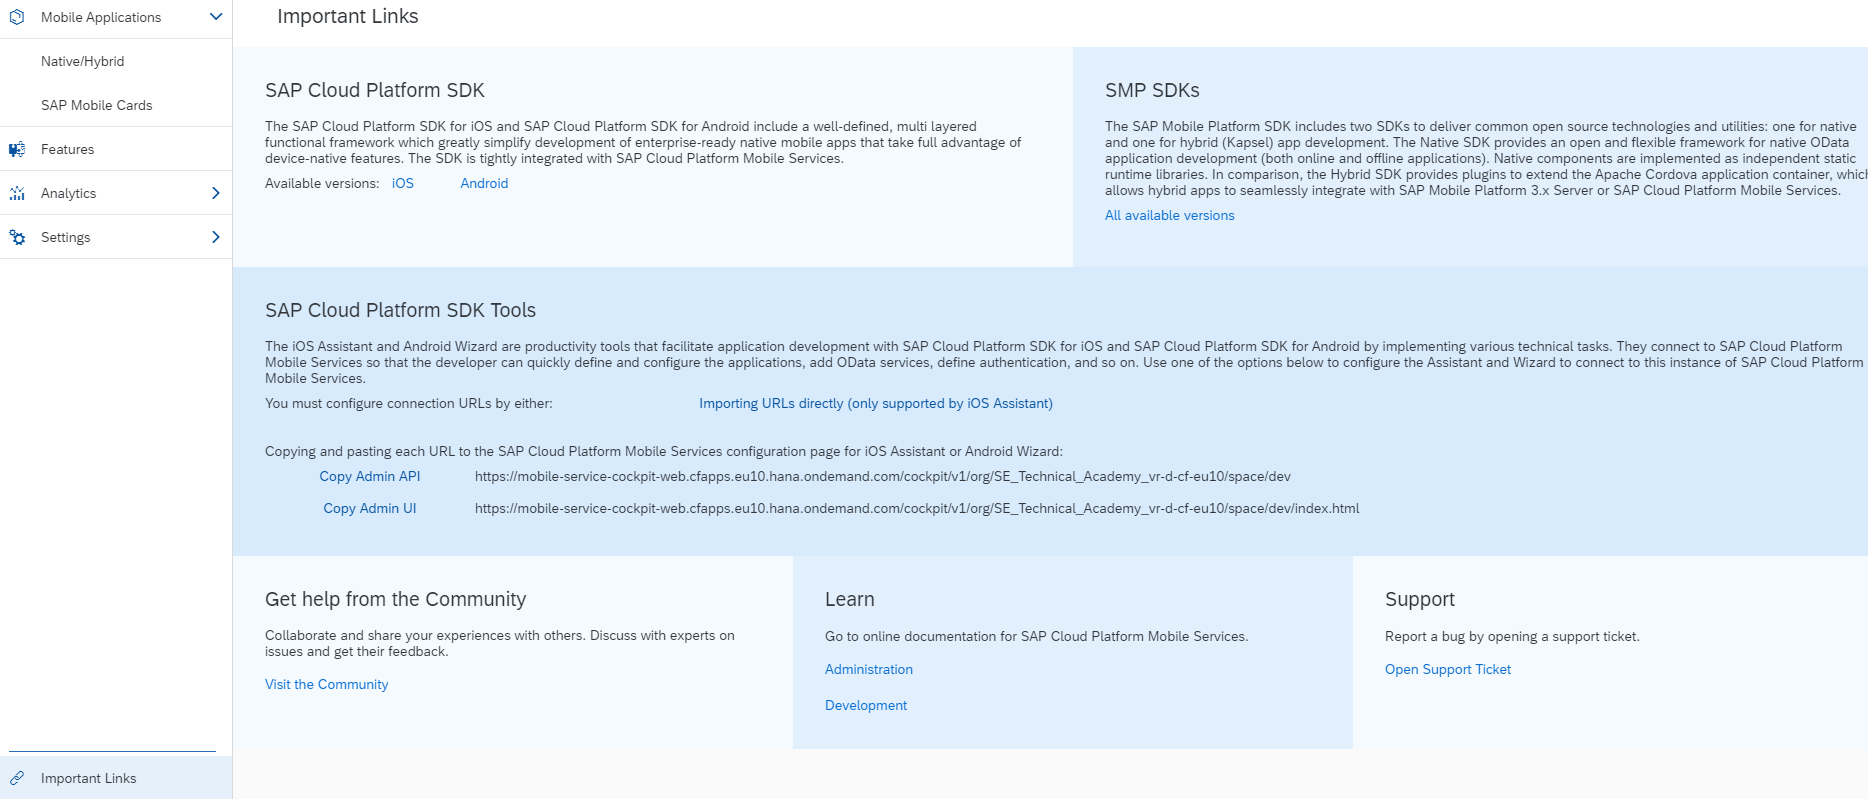 Mobile Applications
Native/Hybrid
SAP Mobile Cards
Features
Analytics
Settings
Important Links
Important Links
SAP Cloud Platform SDK
The SAP Cloud Platform SDK for iOS and SAP Cloud Platform SDK for Android include a well-defined, multi layered
functional framework which greatly simplify development of enterprise-ready native mobile apps that take full advantage of
device-native features. The SDK is tightly integrated with SAP Cloud Platform Mobile Services.
Available versions: iOS Android
SMP SDKs
The SAP Mobile Platform SDK includes two SDKs to deliver common open source technologies and utilities: one for native
and one for hybrid (Kapsel) app development. The Native SDK provides an open and flexible framework for native OData
application development (both online and offline applications). Native components are implemented as independent static
runtime libraries. In comparison, the Hybrid SDK provides plugins to extend the Apache Cordova application container, which
allows hybrid apps to seamlessly integrate with SAP Mobile Platform 3.x Server or SAP Cloud Platform Mobile Services.
All available versions
SAP Cloud Platform SDK Tools
The iOS Assistant and Android Wizard are productivity tools that facilitate application development with SAP Cloud Platform SDK for iOS and SAP Cloud Platform SDK for Android by implementing various technical tasks. They connect to SAP Cloud Platform
Mobile Services so that the developer can quickly define and configure the applications, add OData services, define authentication, and so on. Use one of the options below to configure the Assistant and Wizard to connect to this instance of SAP Cloud Platform
Mobile Services.
You must configure connection URLs by either: Importing URLs directly (only supported by iOS Assistant)
Copying and pasting each URL to the SAP Cloud Platform Mobile Services configuration page for iOS Assistant or Android Wizard:
Copy Admin API https://mobile-service-cockpit-web.cfapps.eu10.hana.ondemand.com/cockpit/v1/org/SE_Technical_Academy_vr-d-cf-eu10/space/dev
Copy Admin UI https://mobile-service-cockpit-web.cfapps.eu10.hana.ondemand.com/cockpit/v1/org/SE_Technical_Academy_vr-d-cf-eu10/space/dev/index.html
Get help from the Community
Collaborate and share your experiences with others. Discuss with experts on
issues and get their feedback.
Visit the Community
Learn
Go to online documentation for SAP Cloud Platform Mobile Services.
Administration
Development
Support
Report a bug by opening a support ticket.
Open Support Ticket